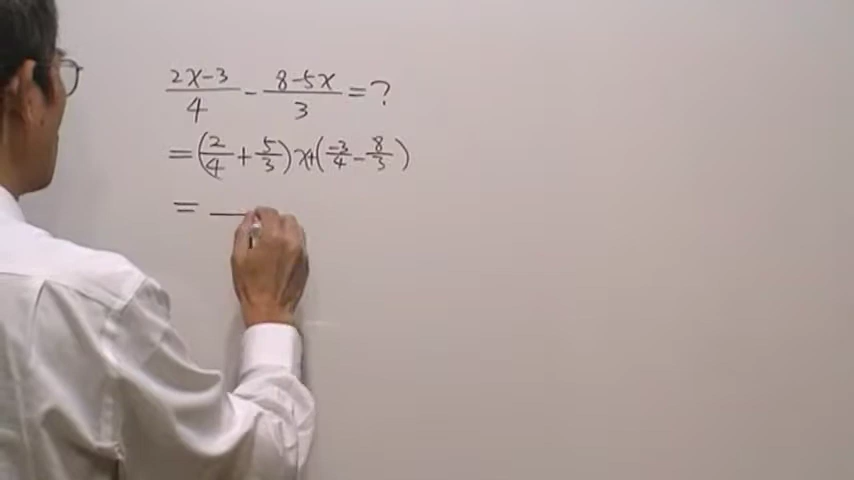 (2x-3)/4 - (8-5x)/3 = ?
= (2/4 + 5/3) x + (-3/4 - 8/3)
=